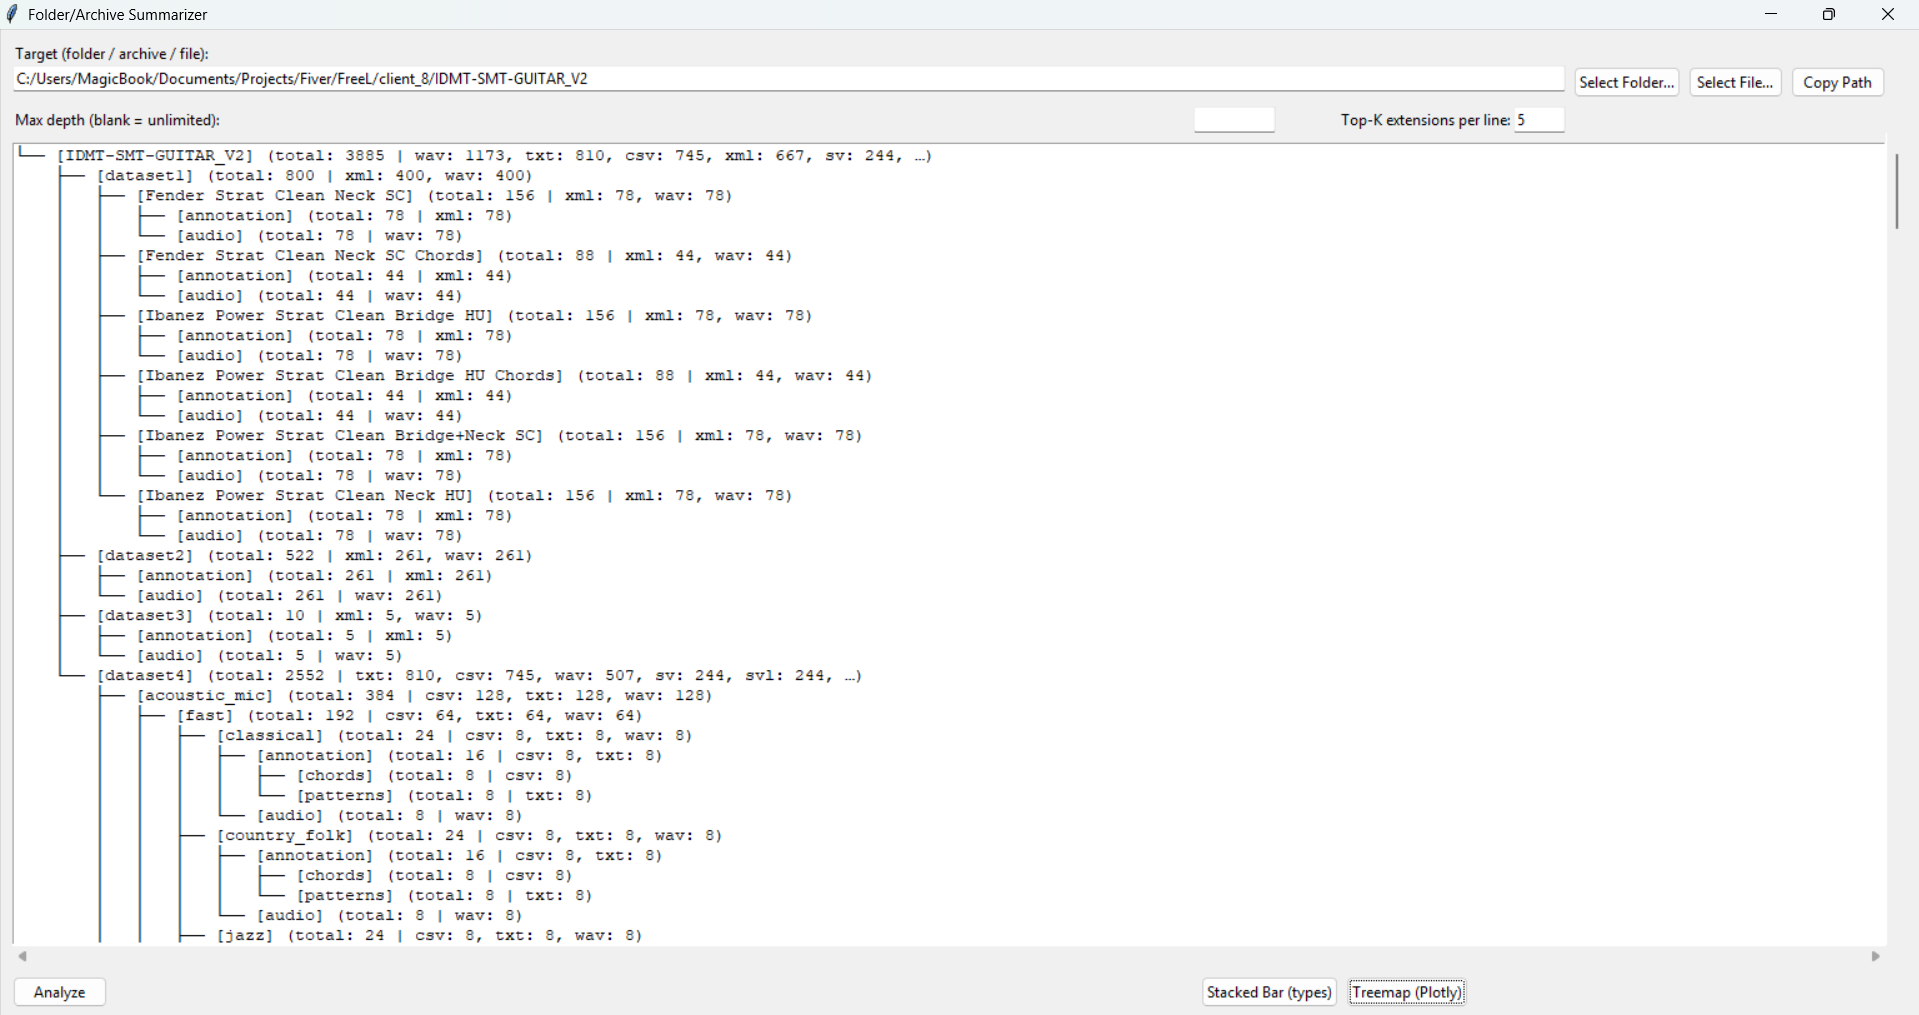 Folder/Archive Summarizer
Target (folder / archive / file):
C:/Users/MagicBook/Documents/Projects/Fiver/FreeL/client_8/IDMT-SMT-GUITAR_V2
Select Folder...
Select File...
Copy Path
Max depth (blank = unlimited):
Top-K extensions per line: 5
└── [IDMT-SMT-GUITAR_V2] (total: 3885 | wav: 1173, txt: 810, csv: 745, xml: 667, sv: 244, …)
    ├── [dataset1] (total: 800 | xml: 400, wav: 400)
    │   ├── [Fender Strat Clean Neck SC] (total: 156 | xml: 78, wav: 78)
    │   │   ├── [annotation] (total: 78 | xml: 78)
    │   │   └── [audio] (total: 78 | wav: 78)
    │   ├── [Fender Strat Clean Neck SC Chords] (total: 88 | xml: 44, wav: 44)
    │   │   ├── [annotation] (total: 44 | xml: 44)
    │   │   └── [audio] (total: 44 | wav: 44)
    │   ├── [Ibanez Power Strat Clean Bridge HU] (total: 156 | xml: 78, wav: 78)
    │   │   ├── [annotation] (total: 78 | xml: 78)
    │   │   └── [audio] (total: 78 | wav: 78)
    │   ├── [Ibanez Power Strat Clean Bridge HU Chords] (total: 88 | xml: 44, wav: 44)
    │   │   ├── [annotation] (total: 44 | xml: 44)
    │   │   └── [audio] (total: 44 | wav: 44)
    │   ├── [Ibanez Power Strat Clean Bridge+Neck SC] (total: 156 | xml: 78, wav: 78)
    │   │   ├── [annotation] (total: 78 | xml: 78)
    │   │   └── [audio] (total: 78 | wav: 78)
    │   └── [Ibanez Power Strat Clean Neck HU] (total: 156 | xml: 78, wav: 78)
    │       ├── [annotation] (total: 78 | xml: 78)
    │       └── [audio] (total: 78 | wav: 78)
    ├── [dataset2] (total: 522 | xml: 261, wav: 261)
    │   ├── [annotation] (total: 261 | xml: 261)
    │   └── [audio] (total: 261 | wav: 261)
    ├── [dataset3] (total: 10 | xml: 5, wav: 5)
    │   ├── [annotation] (total: 5 | xml: 5)
    │   └── [audio] (total: 5 | wav: 5)
    └── [dataset4] (total: 2552 | txt: 810, csv: 745, wav: 507, sv: 244, svl: 244, …)
        ├── [acoustic_mic] (total: 384 | csv: 128, txt: 128, wav: 128)
        │   ├── [fast] (total: 192 | csv: 64, txt: 64, wav: 64)
        │   │   ├── [classical] (total: 24 | csv: 8, txt: 8, wav: 8)
        │   │   │   ├── [annotation] (total: 16 | csv: 8, txt: 8)
        │   │   │   │   ├── [chords] (total: 8 | csv: 8)
        │   │   │   │   └── [patterns] (total: 8 | txt: 8)
        │   │   │   └── [audio] (total: 8 | wav: 8)
        │   │   ├── [country_folk] (total: 24 | csv: 8, txt: 8, wav: 8)
        │   │   │   ├── [annotation] (total: 16 | csv: 8, txt: 8)
        │   │   │   │   ├── [chords] (total: 8 | csv: 8)
        │   │   │   │   └── [patterns] (total: 8 | txt: 8)
        │   │   │   └── [audio] (total: 8 | wav: 8)
        │   │   ├── [jazz] (total: 24 | csv: 8, txt: 8, wav: 8)
Analyze
Stacked Bar (types)
Treemap (Plotly)